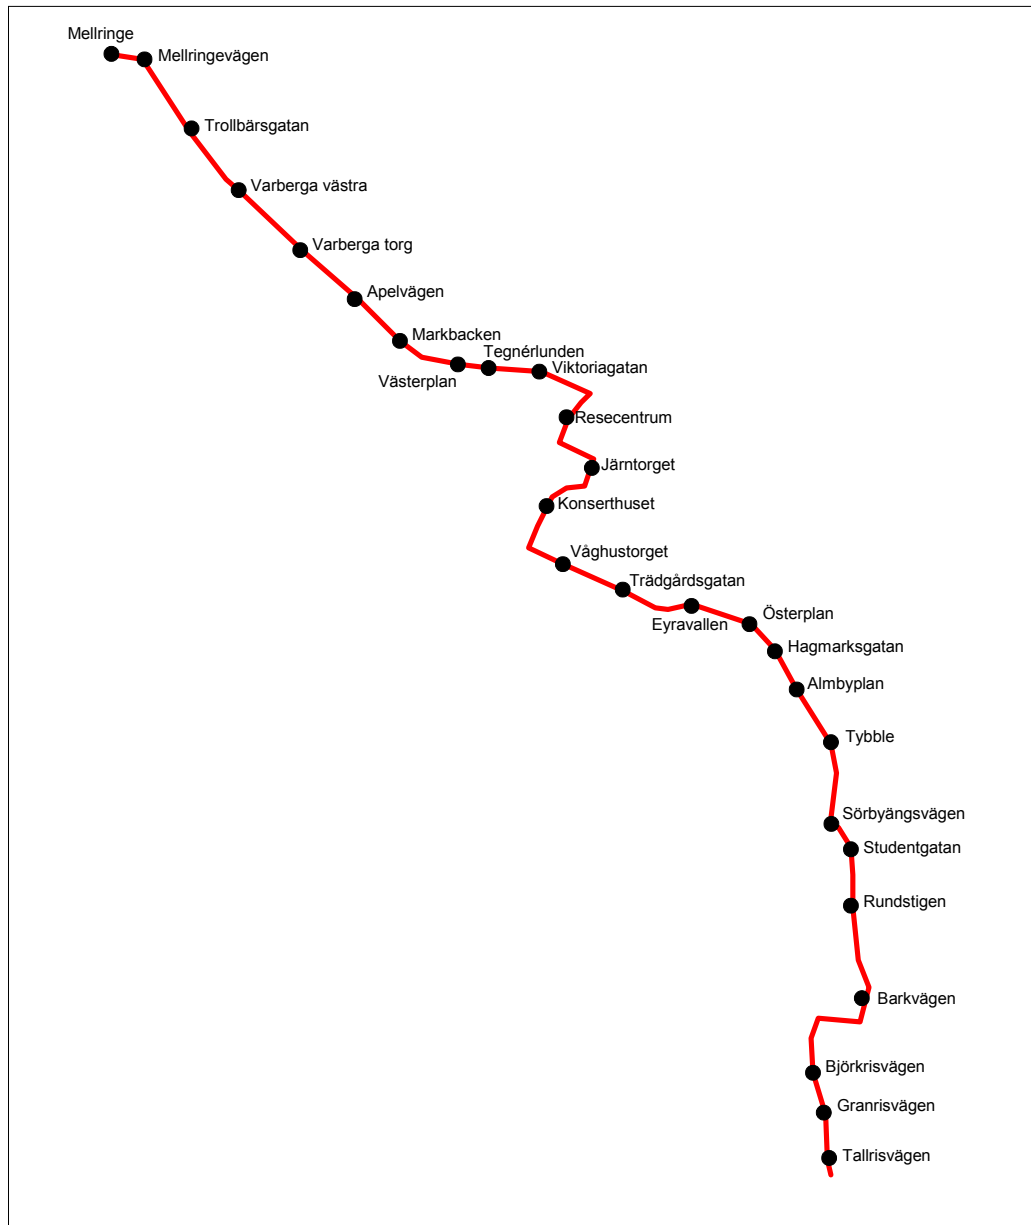 Mellringe
Mellringevägen
Trollbärsgatan
Varberga västra
Varberga torg
Apelvägen
Markbacken
Tegnérlunden
Västerplan
Viktoriagatan
Resecentrum
Järntorget
Konserthuset
Våghustorget
Trädgårdsgatan
Eyravallen
Österplan
Hagmarksgatan
Almbyplan
Tybble
Sörbyängsvägen
Studentgatan
Rundstigen
Barkvägen
Björkrisvägen
Granrisvägen
Tallrisvägen